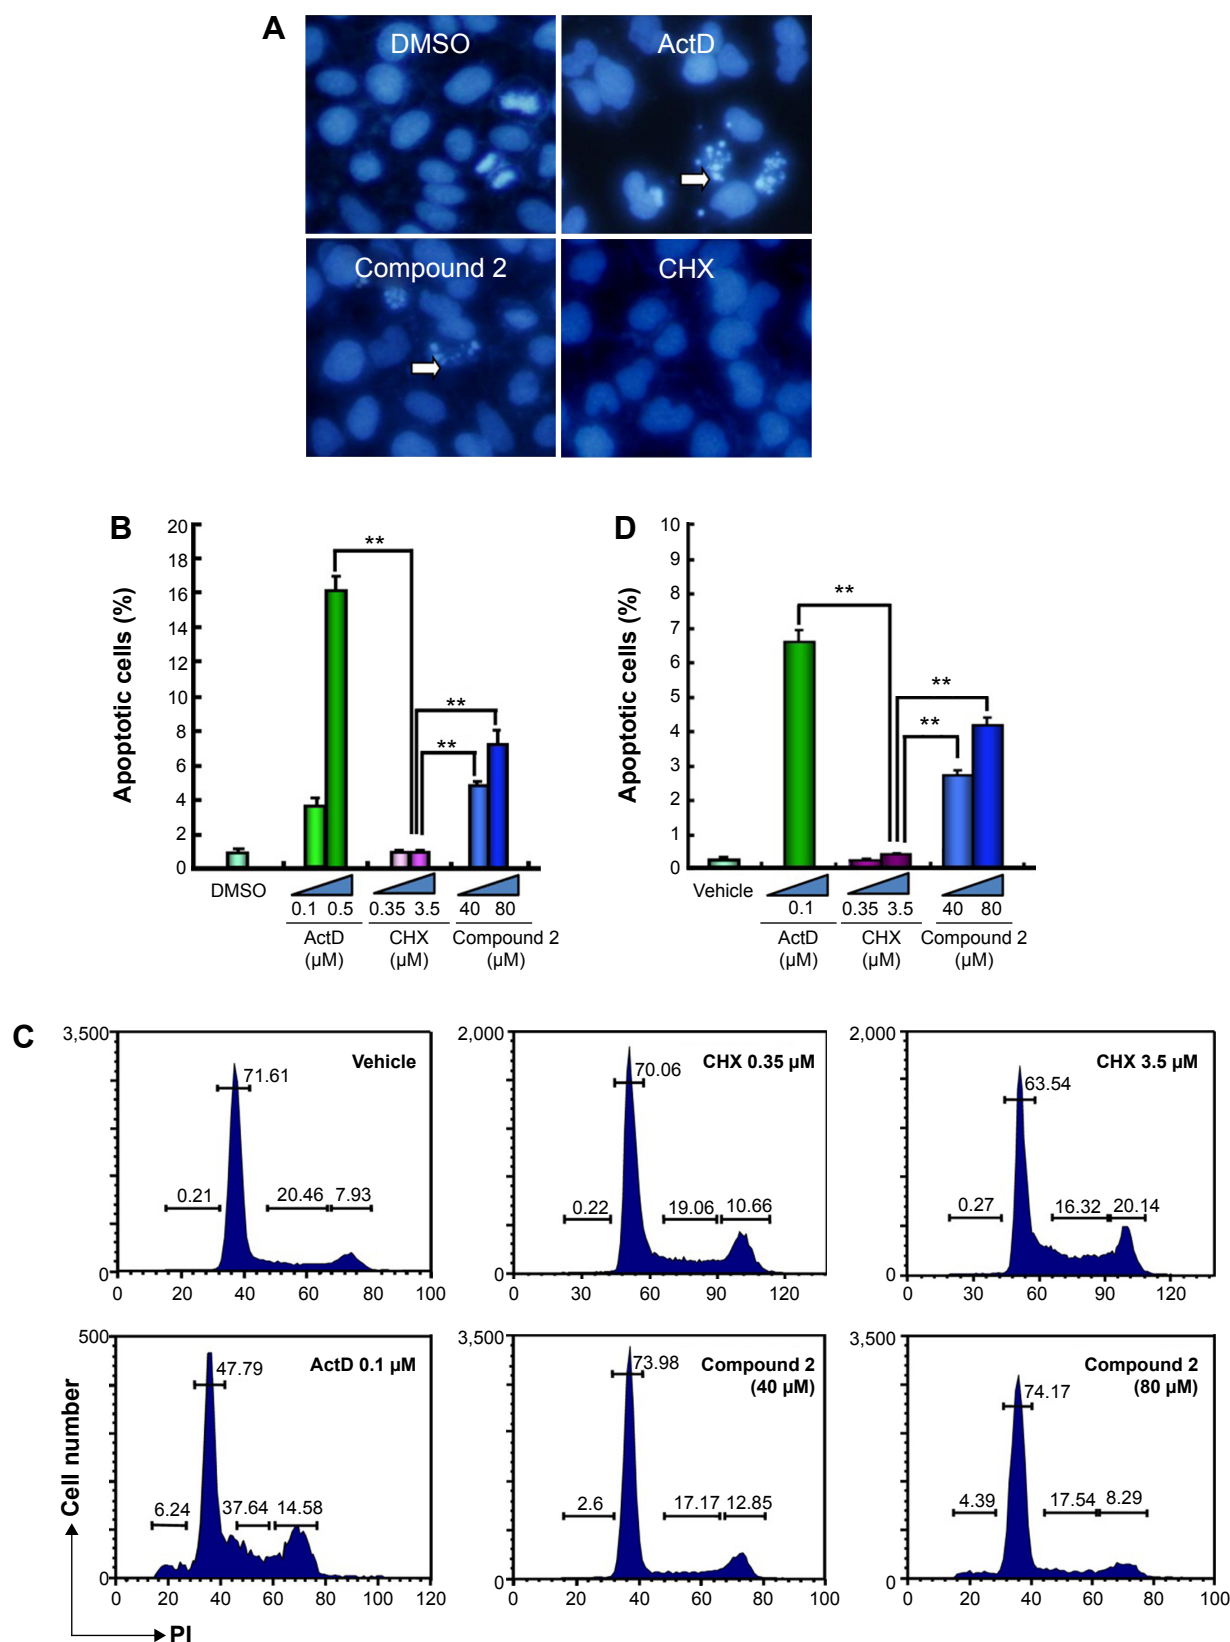 A
DMSO
ActD
Compound 2
CHX
B
Apoptotic cells (%)
20
18
16
14
12
10
8
6
4
2
0
**
**
**
DMSO
0.1 0.5
0.35 3.5
40 80
ActD
(µM)
CHX
(µM)
Compound 2
(µM)
D
Apoptotic cells (%)
10
9
8
7
6
5
4
3
2
1
0
**
**
**
Vehicle
0.1
0.35 3.5
40 80
ActD
(µM)
CHX
(µM)
Compound 2
(µM)
C
3,500
0
Vehicle
71.61
0.21
20.46
7.93
0 20 40 60 80 100
2,000
0
CHX 0.35 µM
70.06
0.22
19.06
10.66
0 30 60 90 120
2,000
0
CHX 3.5 µM
63.54
0.27
16.32
20.14
0 30 60 90 120
500
0
ActD 0.1 µM
47.79
6.24
37.64
14.58
0 20 40 60 80 100 120
Cell number
PI
3,500
0
Compound 2
(40 µM)
73.98
2.6
17.17
12.85
0 20 40 60 80 100
3,500
0
Compound 2
(80 µM)
74.17
4.39
17.54
8.29
0 20 40 60 80 100